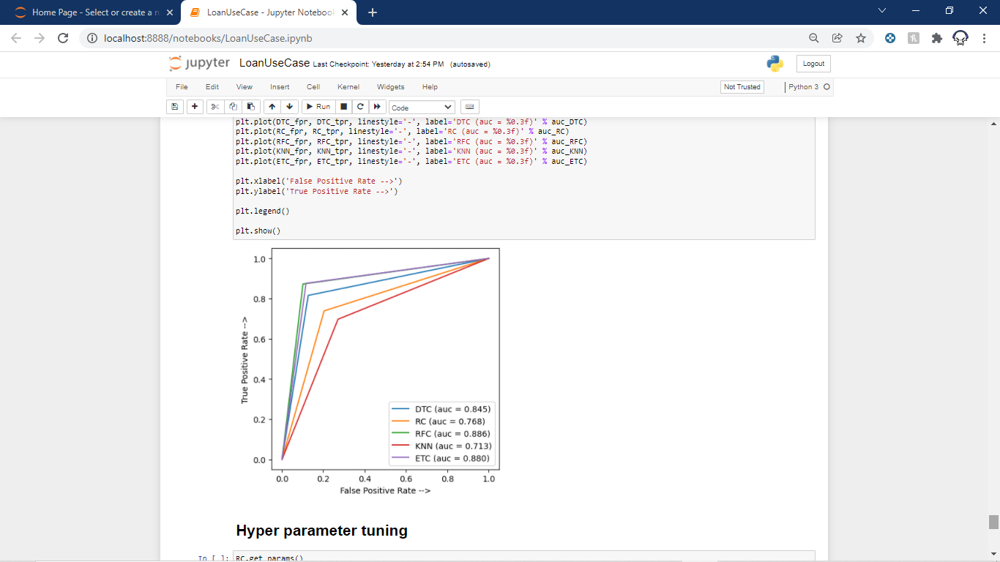 Home Page - Select or create a n
LoanUseCase - Jupyter Notebook
localhost:8888/notebooks/LoanUseCase.ipynb
jupyter LoanUseCase Last Checkpoint: Yesterday at 2:54 PM (autosaved)
Logout
File Edit View Insert Cell Kernel Widgets Help
Not Trusted
Python 3
Run
Code
plt.plot(DTC_fpr, DTC_tpr, linestyle='-', label='DTC (auc = %0.3f)' % auc_DTC)
plt.plot(RC_fpr, RC_tpr, linestyle='-', label='RC (auc = %0.3f)' % auc_RC)
plt.plot(RFC_fpr, RFC_tpr, linestyle='-', label='RFC (auc = %0.3f)' % auc_RFC)
plt.plot(KNN_fpr, KNN_tpr, linestyle='-', label='KNN (auc = %0.3f)' % auc_KNN)
plt.plot(ETC_fpr, ETC_tpr, linestyle='-', label='ETC (auc = %0.3f)' % auc_ETC)
plt.xlabel('False Positive Rate -->')
plt.ylabel('True Positive Rate -->')
plt.legend()
plt.show()
1.0
0.8
0.6
0.4
0.2
0.0
True Positive Rate -->
DTC (auc = 0.845)
RC (auc = 0.768)
RFC (auc = 0.886)
KNN (auc = 0.713)
ETC (auc = 0.880)
0.0 0.2 0.4 0.6 0.8 1.0
False Positive Rate -->
Hyper parameter tuning
In [ ]: RC.get_params()